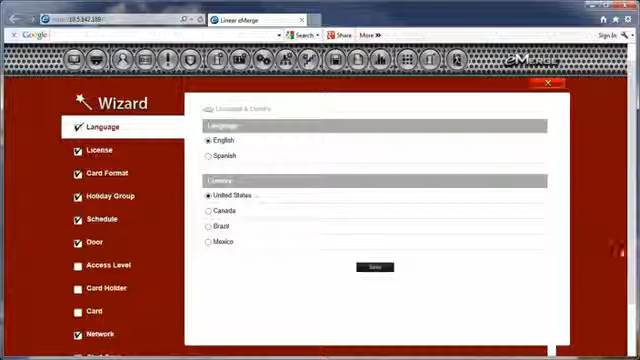 Linear eMerge
Google
Search
Share
More »
Sign In
eMERGE
Wizard
Language & Country
Language
License
Card Format
Holiday Group
Schedule
Door
Access Level
Card Holder
Card
Network
Language
English
Spanish
Country
United States
Canada
Brazil
Mexico
Save